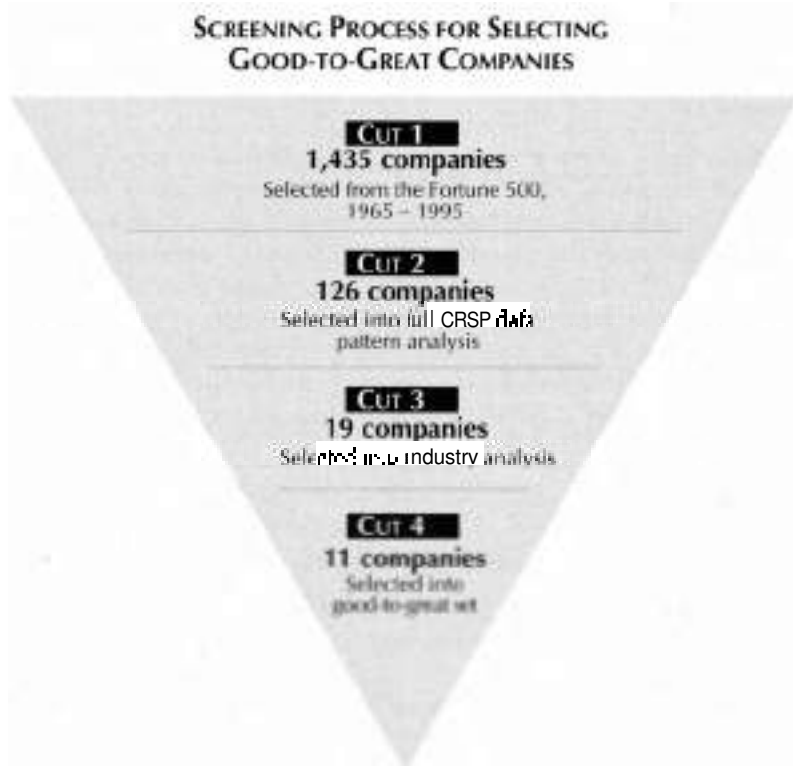 SCREENING PROCESS FOR SELECTING
GOOD-TO-GREAT COMPANIES
CUT 1
1,435 companies
Selected from the Fortune 500,
1965 – 1995
CUT 2
126 companies
Selected into full CRSP data
pattern analysis
CUT 3
19 companies
Selected into industry analysis
CUT 4
11 companies
Selected into
good-to-great set